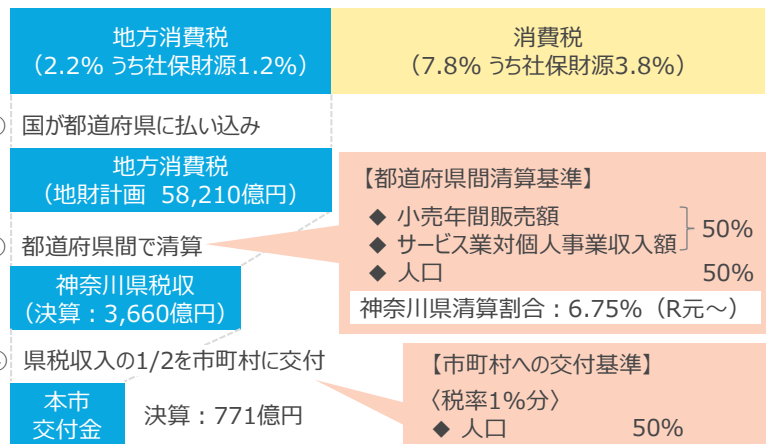 地方消費税
（2.2% うち社保財源1.2%）
消費税
（7.8% うち社保財源3.8%）
国が都道府県に払い込み
地方消費税
（地財計画 58,210億円）
【都道府県間清算基準】
◆ 小売年間販売額
◆ サービス業対個人事業収入額
50%
◆ 人口 50%
神奈川県清算割合：6.75%（R元～）
都道府県間で清算
神奈川県税収
（決算：3,660億円）
県税収入の1/2を市町村に交付
【市町村への交付基準】
〈税率1%分〉
◆ 人口 50%
本市
交付金
決算：771億円